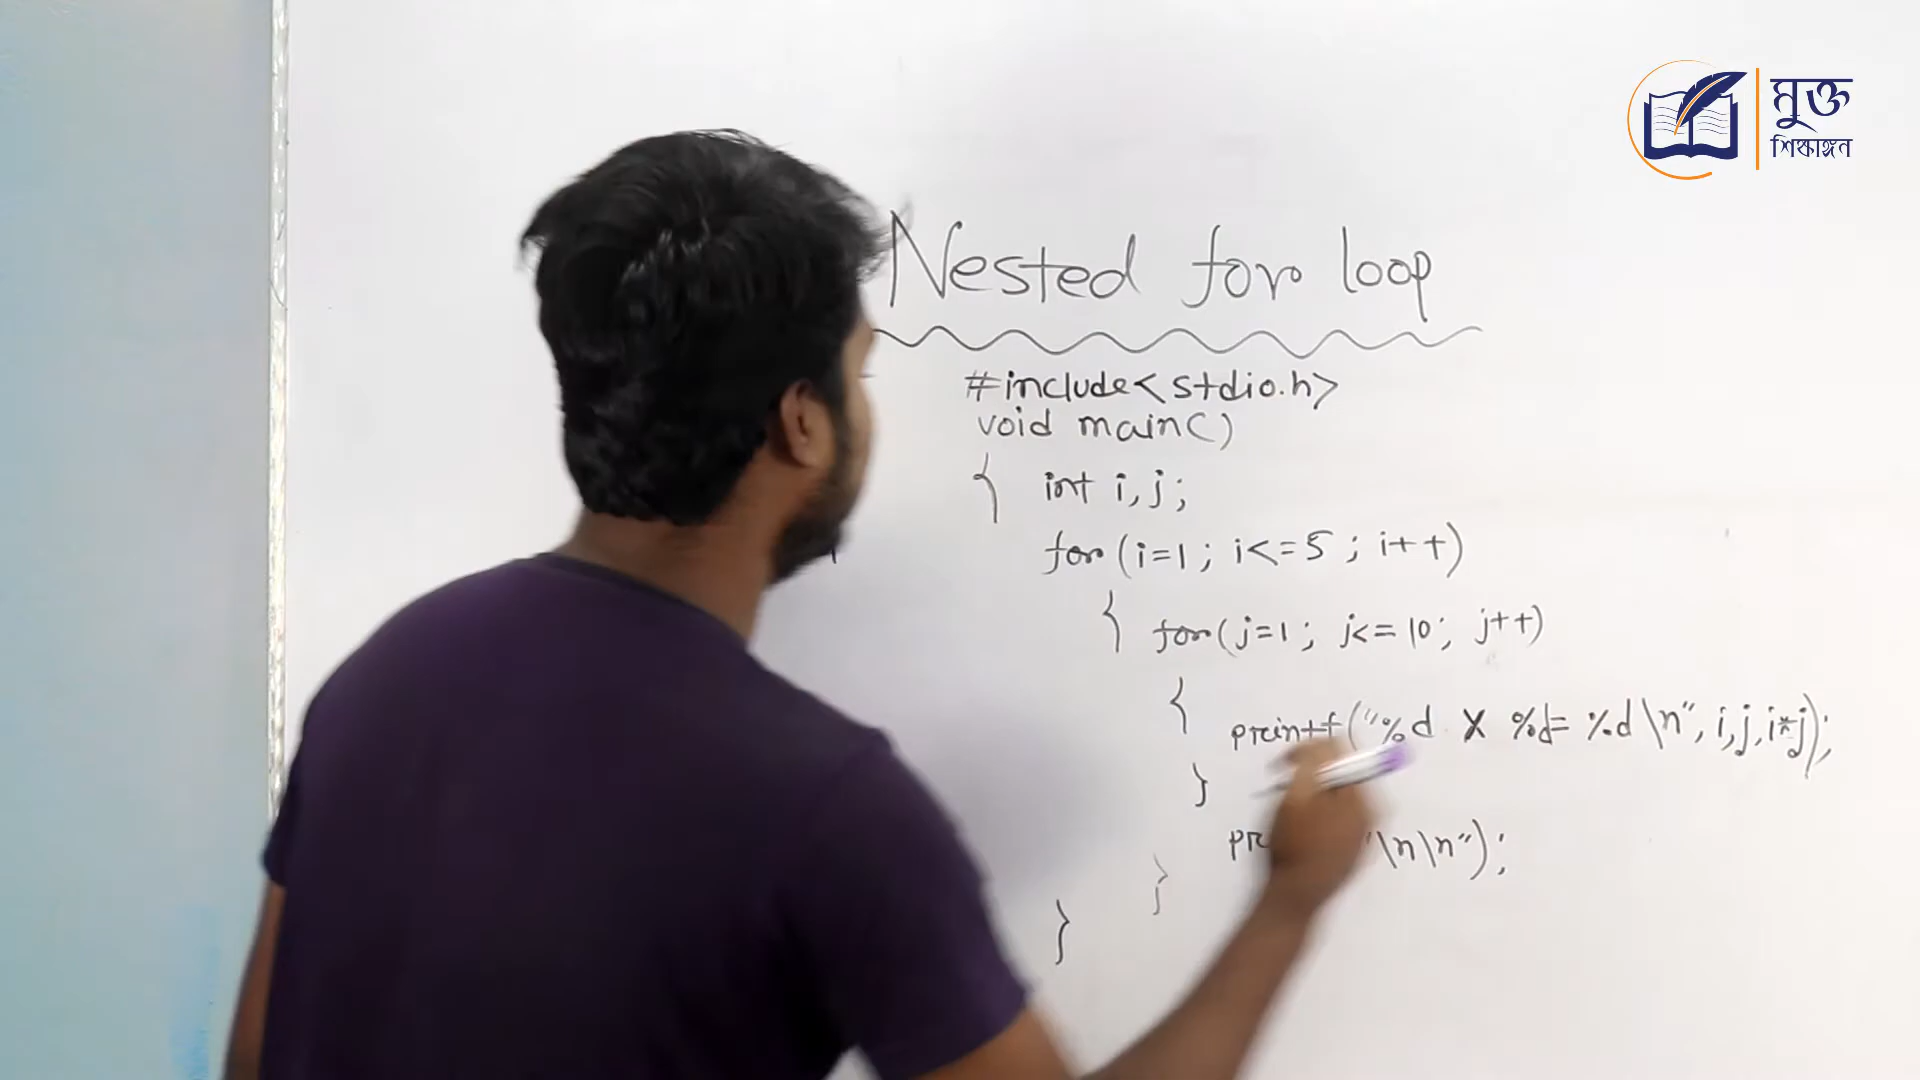 মুক্ত
শিক্ষাঙ্গন
Nested for loop
#include<stdio.h>
void main()
{ int i,j;
for(i=1; i<=5; i++)
{ for(j=1; j<=10; j++)
{ printf("%d X %d= %d\n", i,j,i*j);
}
"\n\n");
}
}